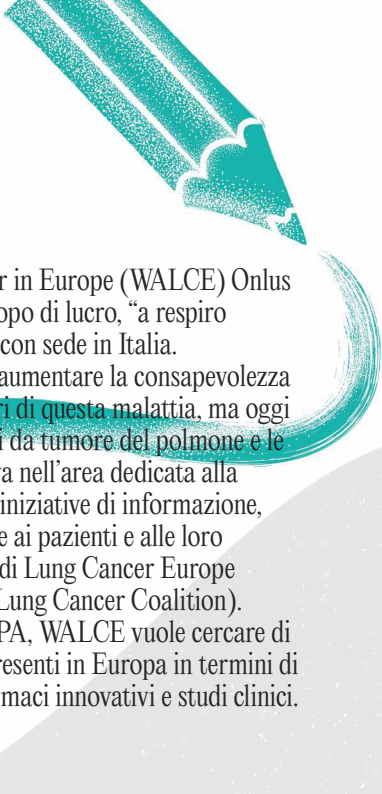 r in Europe (WALCE) Onlus
opo di lucro, “a respiro
con sede in Italia.
aumentare la consapevolezza
ri di questa malattia, ma oggi
i da tumore del polmone e le
va nell’area dedicata alla
iniziative di informazione,
e ai pazienti e alle loro
di Lung Cancer Europe
Lung Cancer Coalition).
PA, WALCE vuole cercare di
resenti in Europa in termini di
maci innovativi e studi clinici.